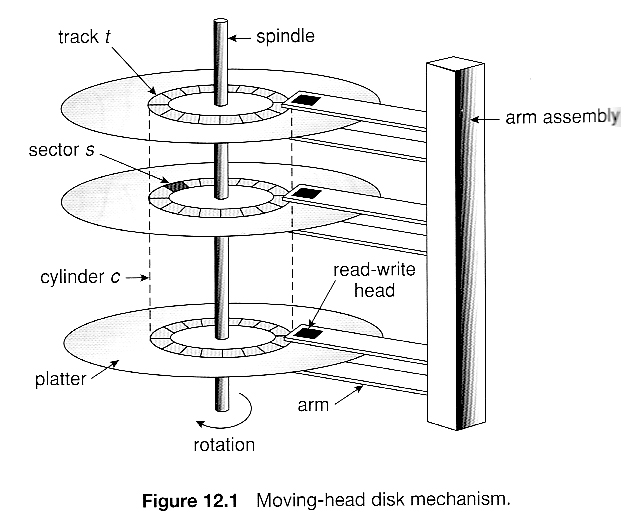 track t
spindle
arm assembly
sector s
cylinder c
read-write
head
platter
arm
rotation
Figure 12.1 Moving-head disk mechanism.